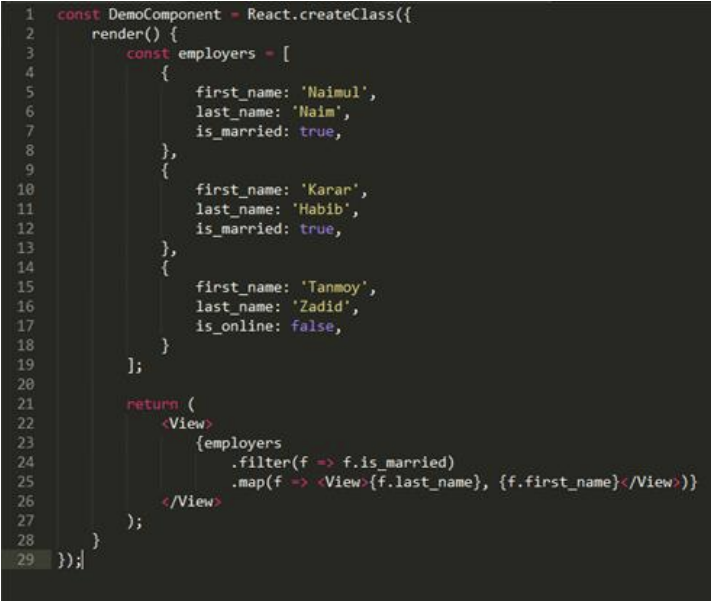 1 const DemoComponent = React.createClass({
2 render() {
3 const employers = [
4 {
5 first_name: 'Naimul',
6 last_name: 'Naim',
7 is_married: true,
8 },
9 {
10 first_name: 'Karar',
11 last_name: 'Habib',
12 is_married: true,
13 },
14 {
15 first_name: 'Tanmoy',
16 last_name: 'Zadid',
17 is_online: false,
18 }
19 ];
20
21 return (
22 <View>
23 {employers
24 .filter(f => f.is_married)
25 .map(f => <View>{f.last_name}, {f.first_name}</View>)}
26 </View>
27 );
28 }
29 });